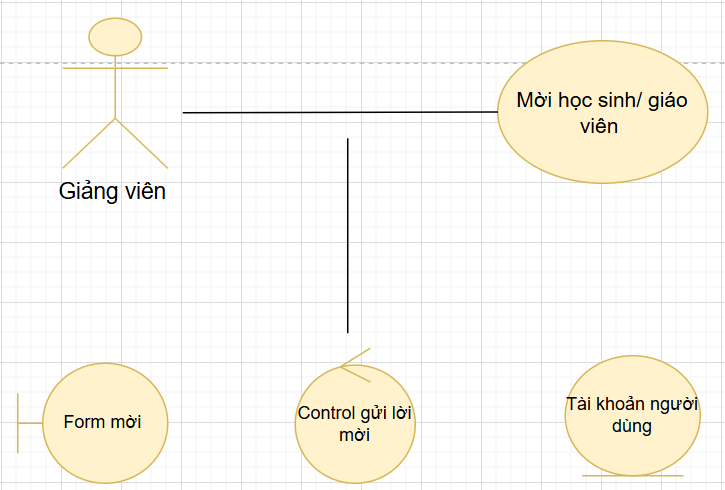 Mời học sinh/ giáo
viên
Giảng viên
Form mời
Control gửi lời
mời
Tài khoản người
dùng